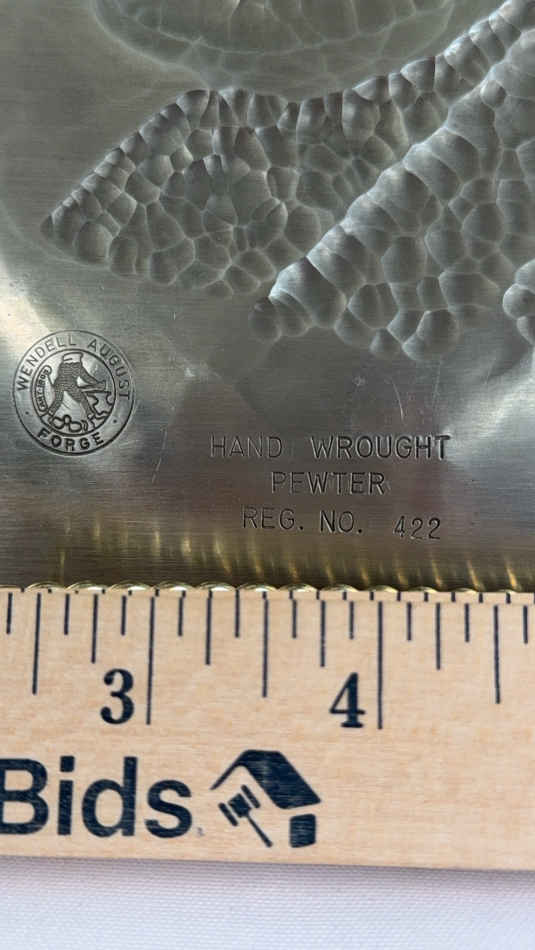 WENDELL AUGUST
FORGE
HAND WROUGHT
PEWTER
REG. NO. 422
3
4
Bids